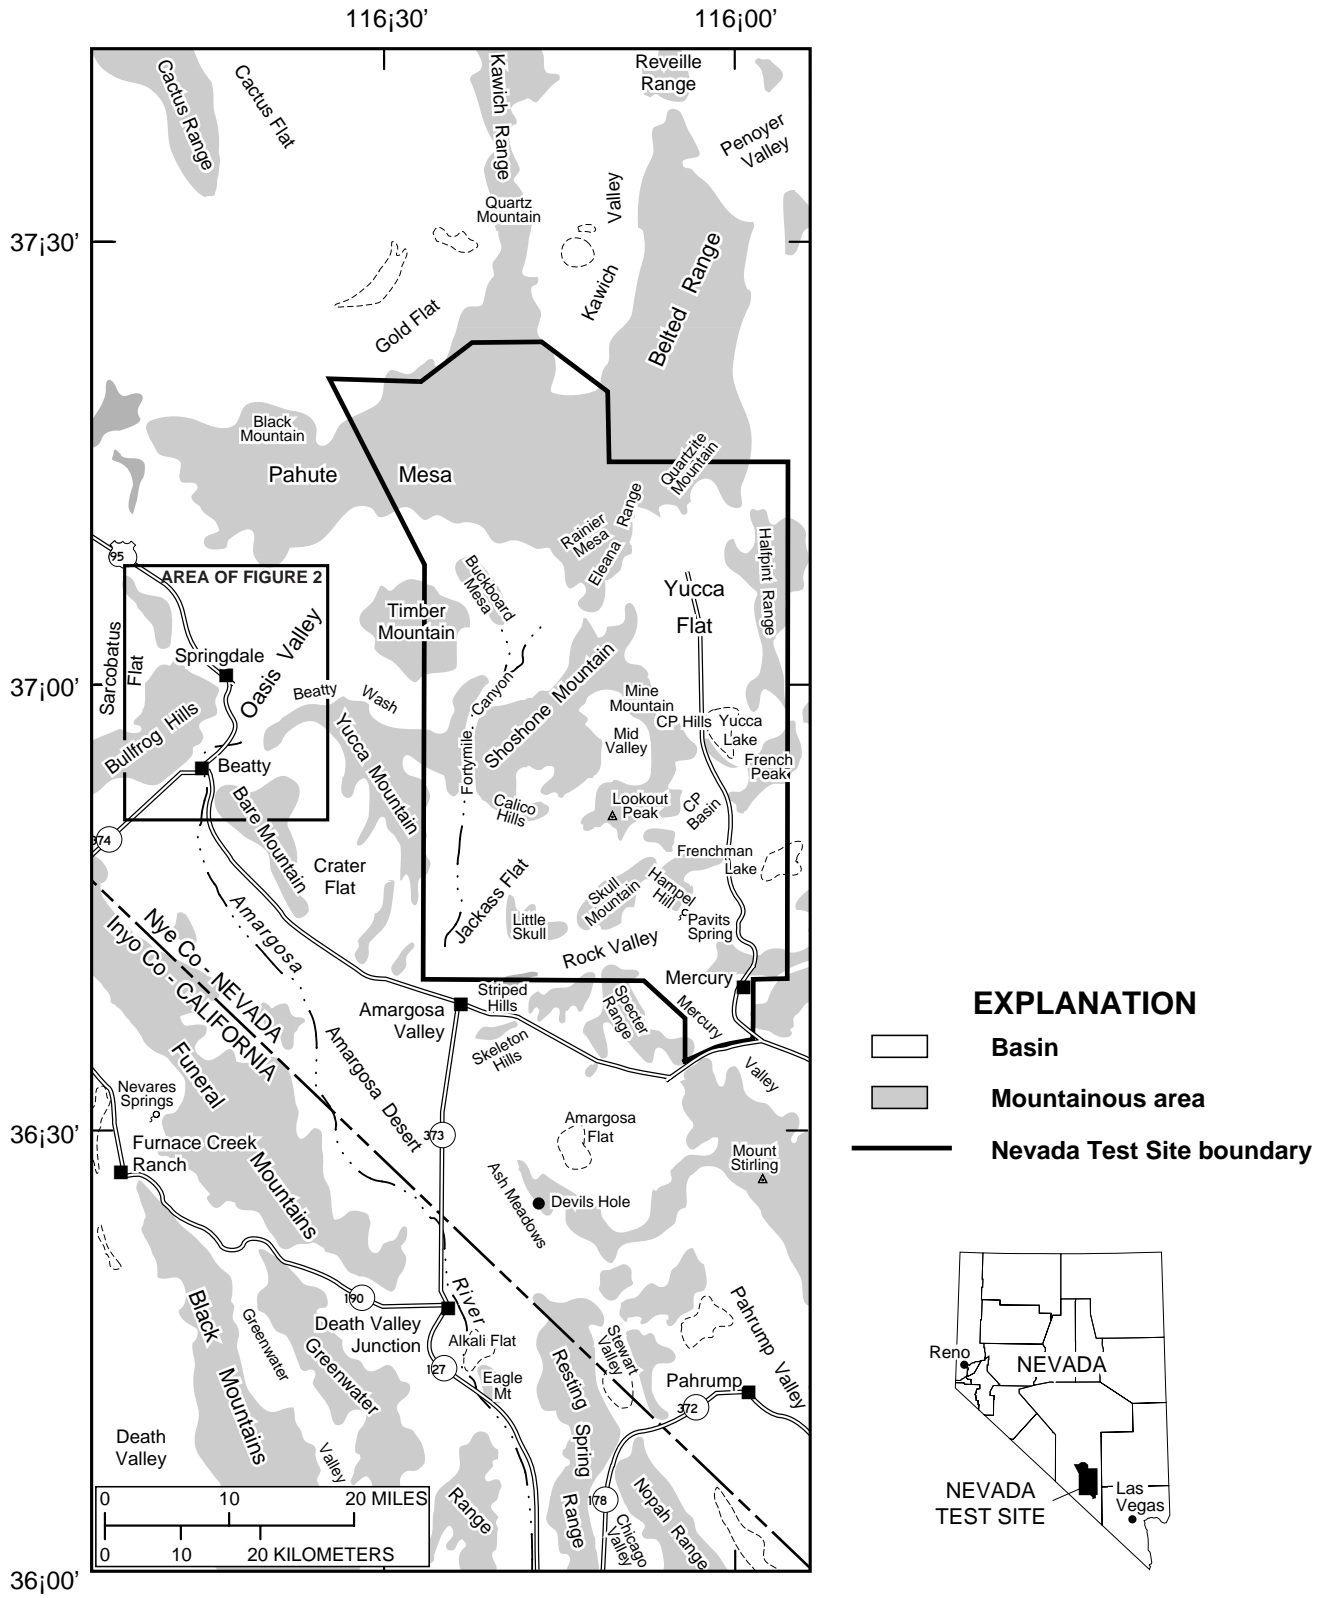 116¡30’
116¡00’
Cactus Range
Cactus Flat
Kawich Range
Reveille
Range
Penoyer
Valley
Quartz
Mountain
Kawich
Valley
37¡30’
Gold Flat
Belted Range
Black
Mountain
Pahute Mesa
Quartzite
Mountain
Rainier
Mesa
Eleana Range
Halfpint Range
95
AREA OF FIGURE 2
Buckboard
Mesa
Yucca
Flat
Timber
Mountain
Sarcobatus
Flat
Springdale
Oasis Valley
37¡00’
Beatty Wash
Fortymile Canyon
Shoshone Mountain
Mine
Mountain
CP Hills
Yucca
Lake
Mid
Valley
Bullfrog Hills
Yucca Mountain
French
Peak
Beatty
Bare Mountain
Calico
Hills
Lookout
Peak
CP
Basin
374
Crater
Flat
Frenchman
Lake
Jackass Flat
Skull
Mountain
Hampel
Hill
Little
Skull
Pavits
Spring
Amargosa
Nye Co - NEVADA
Inyo Co - CALIFORNIA
Rock Valley
Mercury
Striped
Hills
Amargosa
Valley
Specter
Range
Mercury
Valley
Skeleton
Hills
Amargosa Desert
Funeral
Mountains
Nevares
Springs
36¡30’
373
Amargosa
Flat
Furnace Creek
Ranch
Mount
Stirling
Ash Meadows
Devils Hole
190
River
Death Valley
Junction
Alkali Flat
127
Eagle
Mt
Black
Mountains
Greenwater
Valley
Greenwater
Range
Resting Spring Range
Stewart
Valley
Pahrump Valley
Pahrump
372
Death
Valley
178
Chicago
Valley
Nopah Range
0 10 20 MILES
0 10 20 KILOMETERS
36¡00’
EXPLANATION
Basin
Mountainous area
Nevada Test Site boundary
Reno
NEVADA
NEVADA
TEST SITE
Las
Vegas